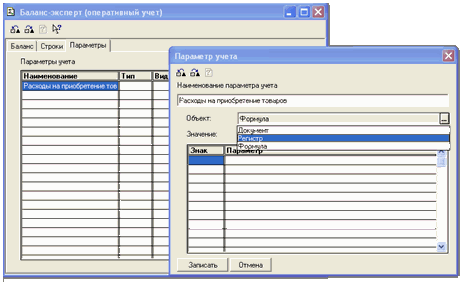 Баланс-эксперт (оперативный учет)
Баланс Строки Параметры
Параметры учета
Наименование Тип Вид
Расходы на приобретение тов
Параметр учета
Наименование параметра учета
Расходы на приобретение товаров
Объект: Формула ...
Документ
Значение: Регистр
Формула
Знак Параметр
Записать Отмена